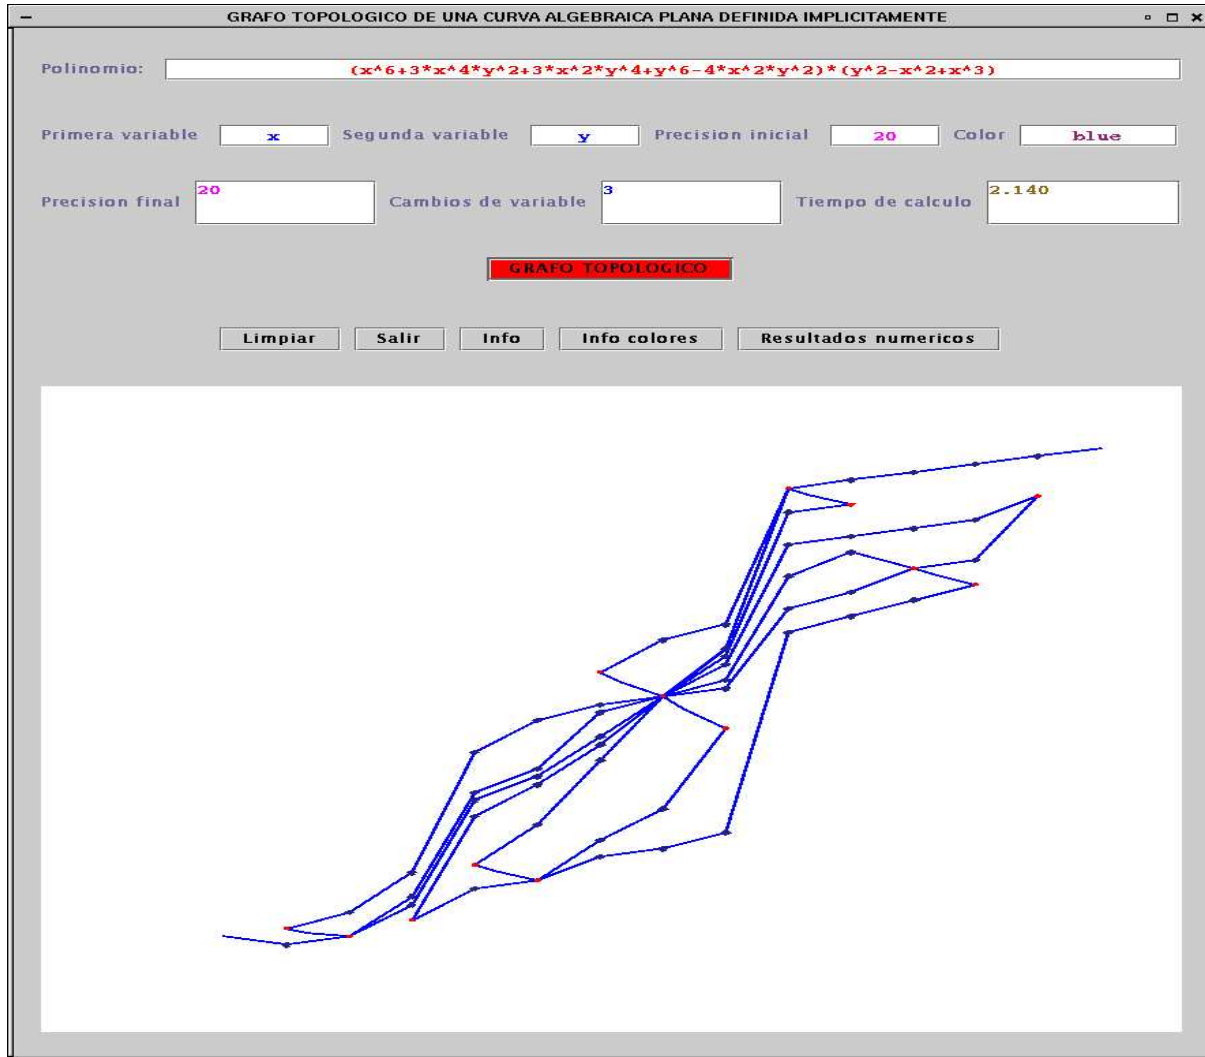 GRAFO TOPOLOGICO DE UNA CURVA ALGEBRAICA PLANA DEFINIDA IMPLICITAMENTE
Polinomio: (x^6+3*x^4*y^2+3*x^2*y^4+y^6-4*x^2*y^2)*(y^2-x^2+x^3)
Primera variable x Segunda variable y Precision inicial 20 Color blue
Precision final 20 Cambios de variable 3 Tiempo de calculo 2.140
GRAFO TOPOLOGICO
Limpiar Salir Info Info colores Resultados numericos